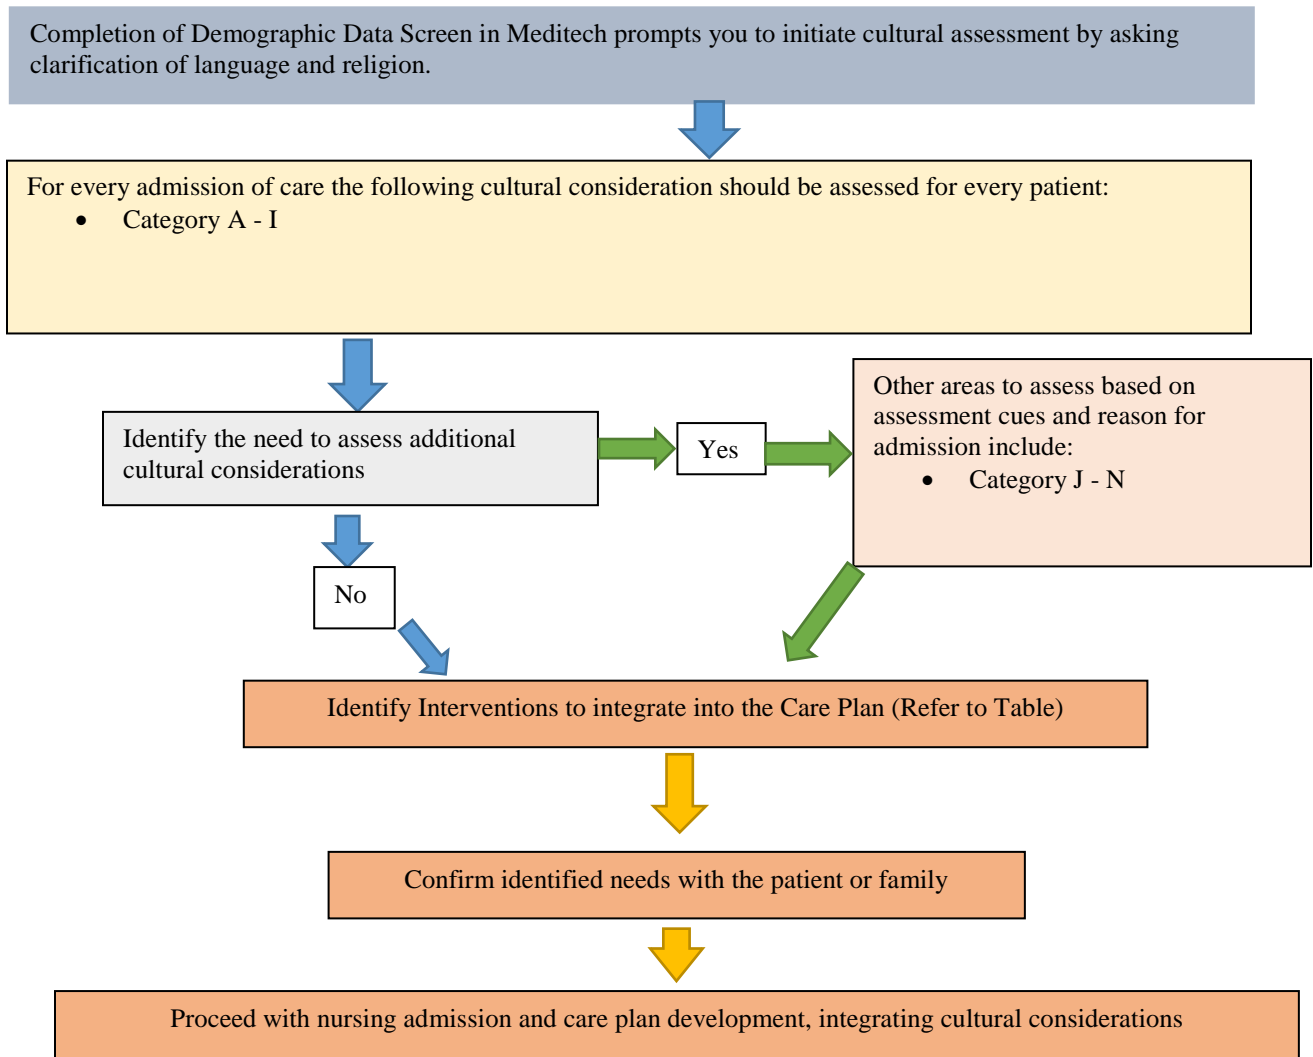 Completion of Demographic Data Screen in Meditech prompts you to initiate cultural assessment by asking
clarification of language and religion.
For every admission of care the following cultural consideration should be assessed for every patient:
• Category A - I
Identify the need to assess additional
cultural considerations
Yes
Other areas to assess based on
assessment cues and reason for
admission include:
• Category J - N
No
Identify Interventions to integrate into the Care Plan (Refer to Table)
Confirm identified needs with the patient or family
Proceed with nursing admission and care plan development, integrating cultural considerations